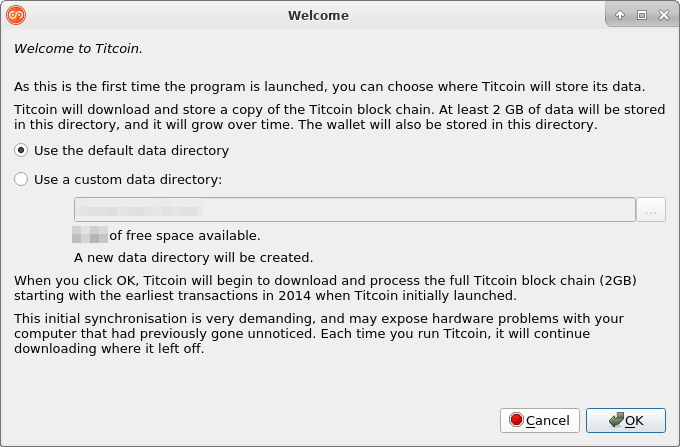 Welcome
Welcome to Titcoin.
As this is the first time the program is launched, you can choose where Titcoin will store its data.
Titcoin will download and store a copy of the Titcoin block chain. At least 2 GB of data will be stored
in this directory, and it will grow over time. The wallet will also be stored in this directory.
Use the default data directory
Use a custom data directory:
...
of free space available.
A new data directory will be created.
When you click OK, Titcoin will begin to download and process the full Titcoin block chain (2GB)
starting with the earliest transactions in 2014 when Titcoin initially launched.
This initial synchronisation is very demanding, and may expose hardware problems with your
computer that had previously gone unnoticed. Each time you run Titcoin, it will continue
downloading where it left off.
Cancel
OK